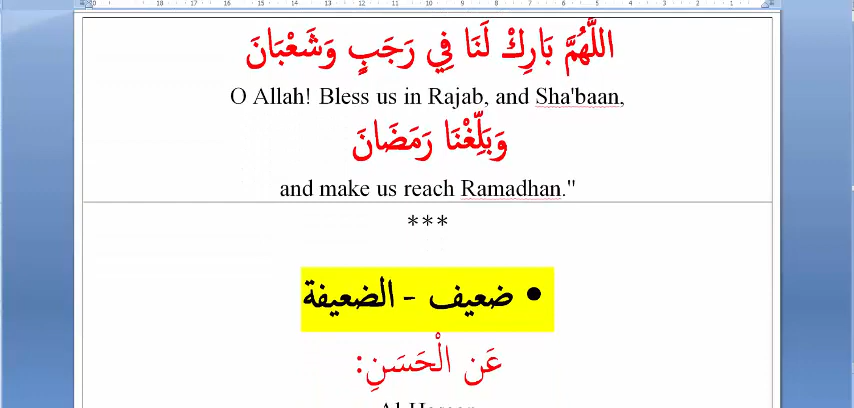 اللَّهُمَّ بَارِكْ لَنَا فِي رَجَبٍ وَشَعْبَانَ
O Allah! Bless us in Rajab, and Sha'baan,
وَبَلِّغْنَا رَمَضَانَ
and make us reach Ramadhan."
***
• ضعيف - الضعيفة
عَن الْحَسَنِ: